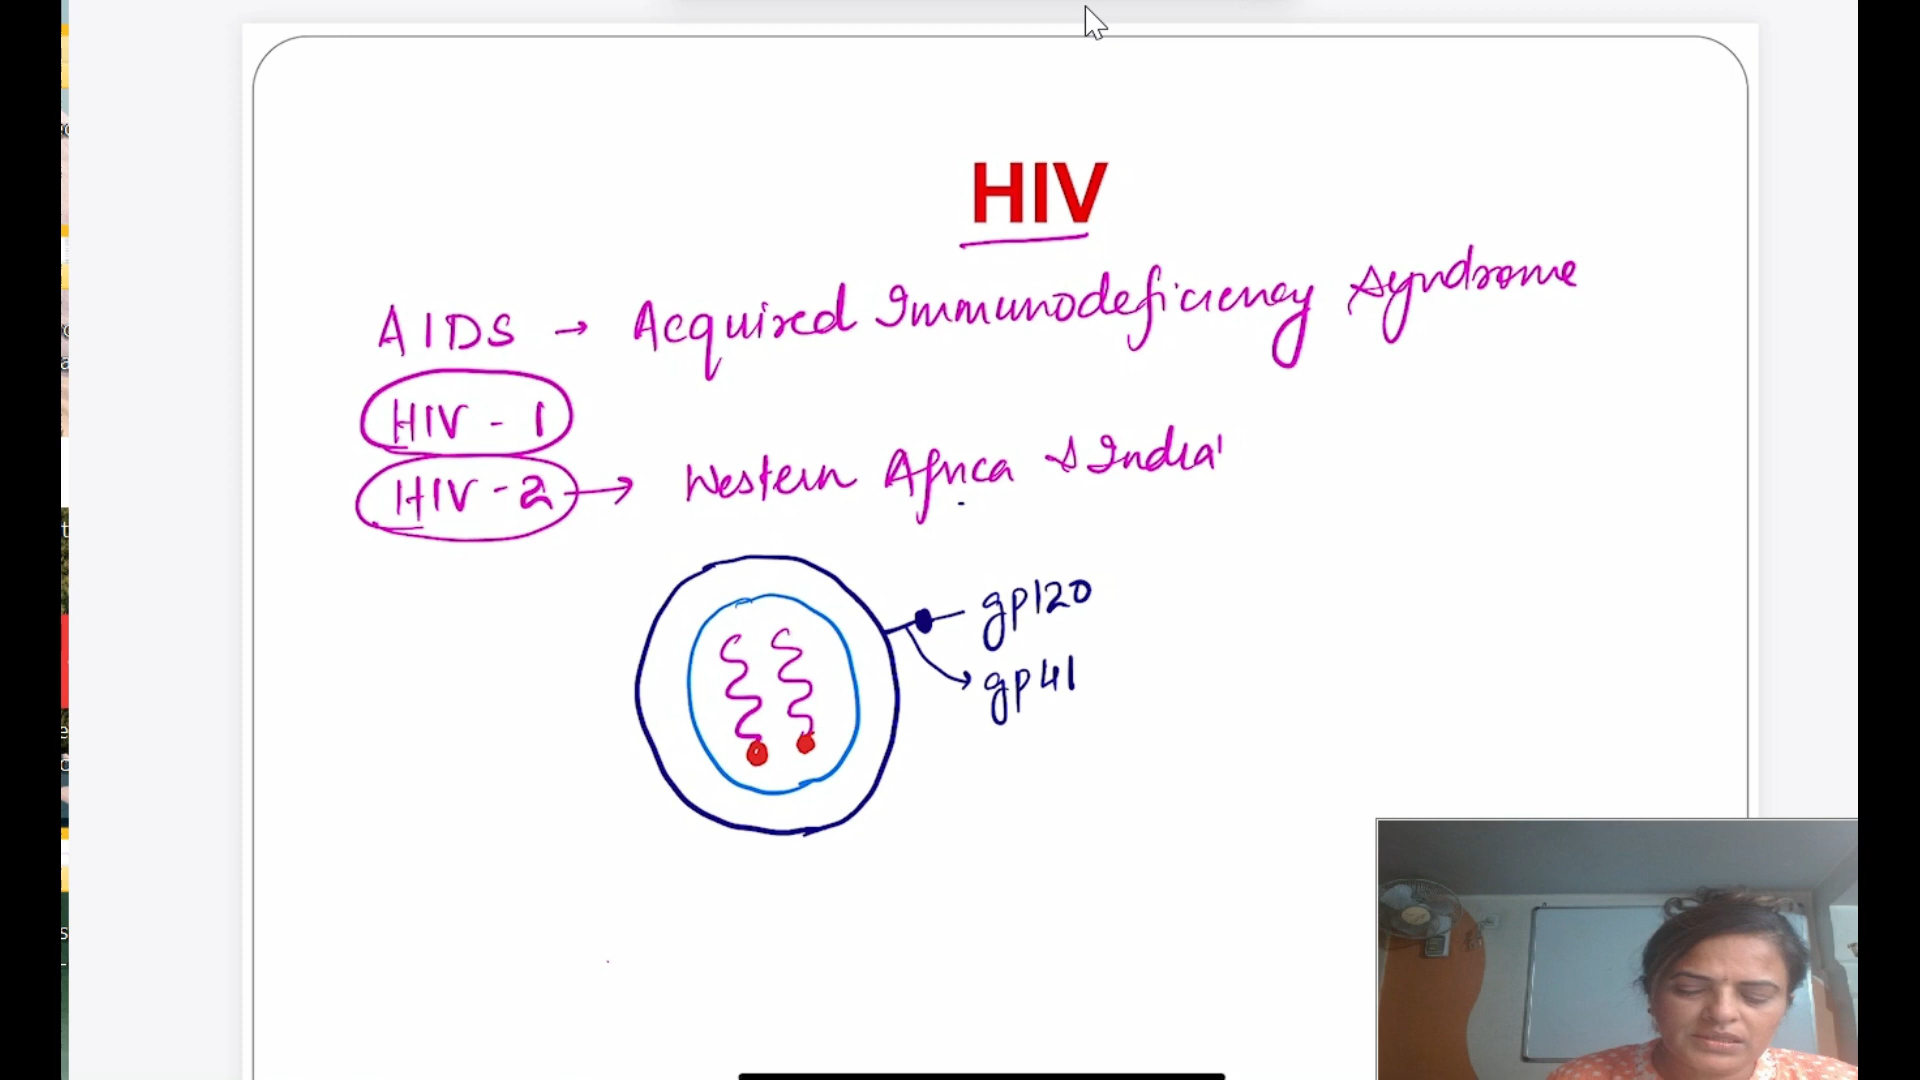 HIV
AIDS → Acquired Immunodeficiency Syndrome
HIV - 1
HIV - 2 → Western Africa & India
gp120
gp41